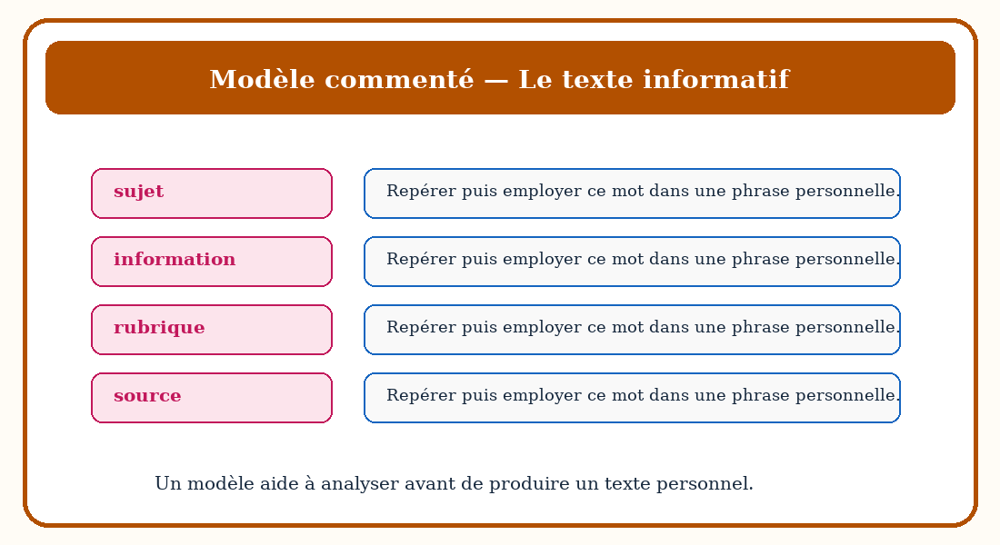 Modèle commenté — Le texte informatif
sujet
Repérer puis employer ce mot dans une phrase personnelle.
information
Repérer puis employer ce mot dans une phrase personnelle.
rubrique
Repérer puis employer ce mot dans une phrase personnelle.
source
Repérer puis employer ce mot dans une phrase personnelle.
Un modèle aide à analyser avant de produire un texte personnel.